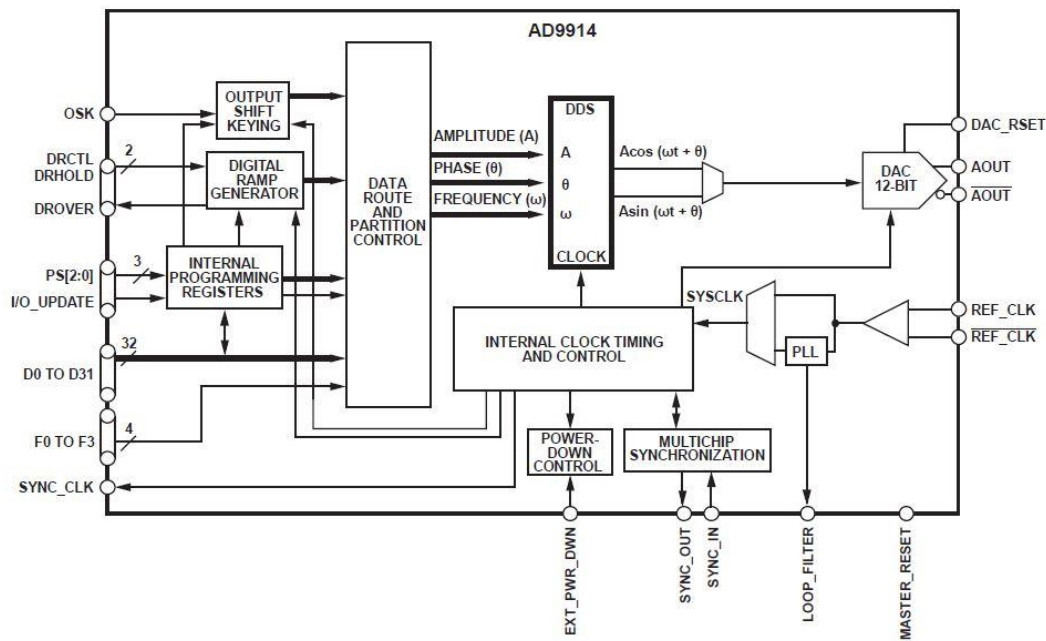 AD9914
OSK
OUTPUT
SHIFT
KEYING
DRCTL
DRHOLD
2
DROVER
DIGITAL
RAMP
GENERATOR
PS[2:0]
3
I/O_UPDATE
INTERNAL
PROGRAMMING
REGISTERS
D0 TO D31
32
F0 TO F3
4
SYNC_CLK
DATA
ROUTE
AND
PARTITION
CONTROL
AMPLITUDE (A)
PHASE (θ)
FREQUENCY (ω)
DDS
A
θ
ω
CLOCK
Acos (ωt + θ)
Asin (ωt + θ)
DAC
12-BIT
DAC_RSET
AOUT
AOUT
SYSCLK
PLL
REF_CLK
REF_CLK
INTERNAL CLOCK TIMING
AND CONTROL
POWER-
DOWN
CONTROL
MULTICHIP
SYNCHRONIZATION
EXT_PWR_DWN
SYNC_OUT
SYNC_IN
LOOP_FILTER
MASTER_RESET